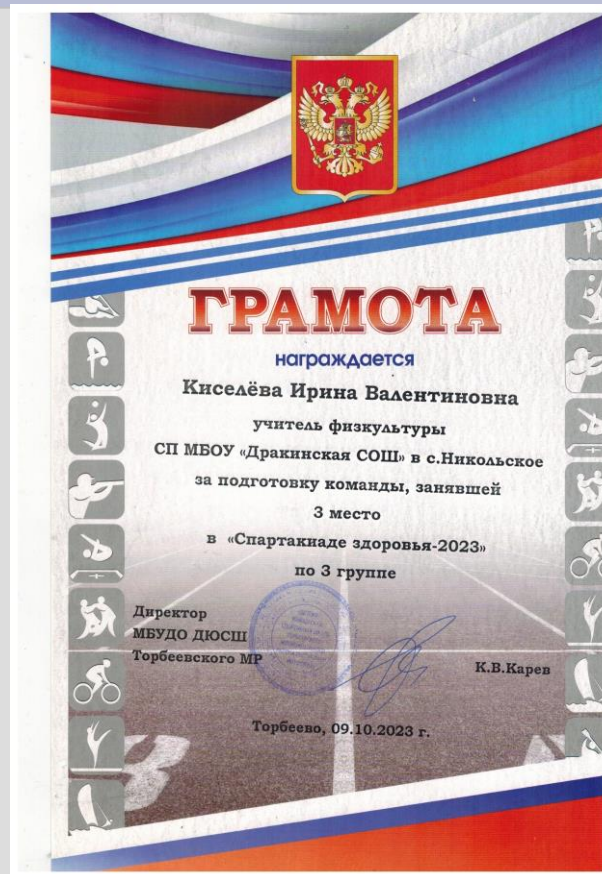 ГРАМОТА
награждается
Киселёва Ирина Валентиновна
учитель физкультуры
СП МБОУ «Дракинская СОШ» в с.Никольское
за подготовку команды, занявшей
3 место
в «Спартакиаде здоровья-2023»
по 3 группе
Директор
МБУДО ДЮСШ
Торбеевского МР
К.В.Карев
Торбеево, 09.10.2023 г.